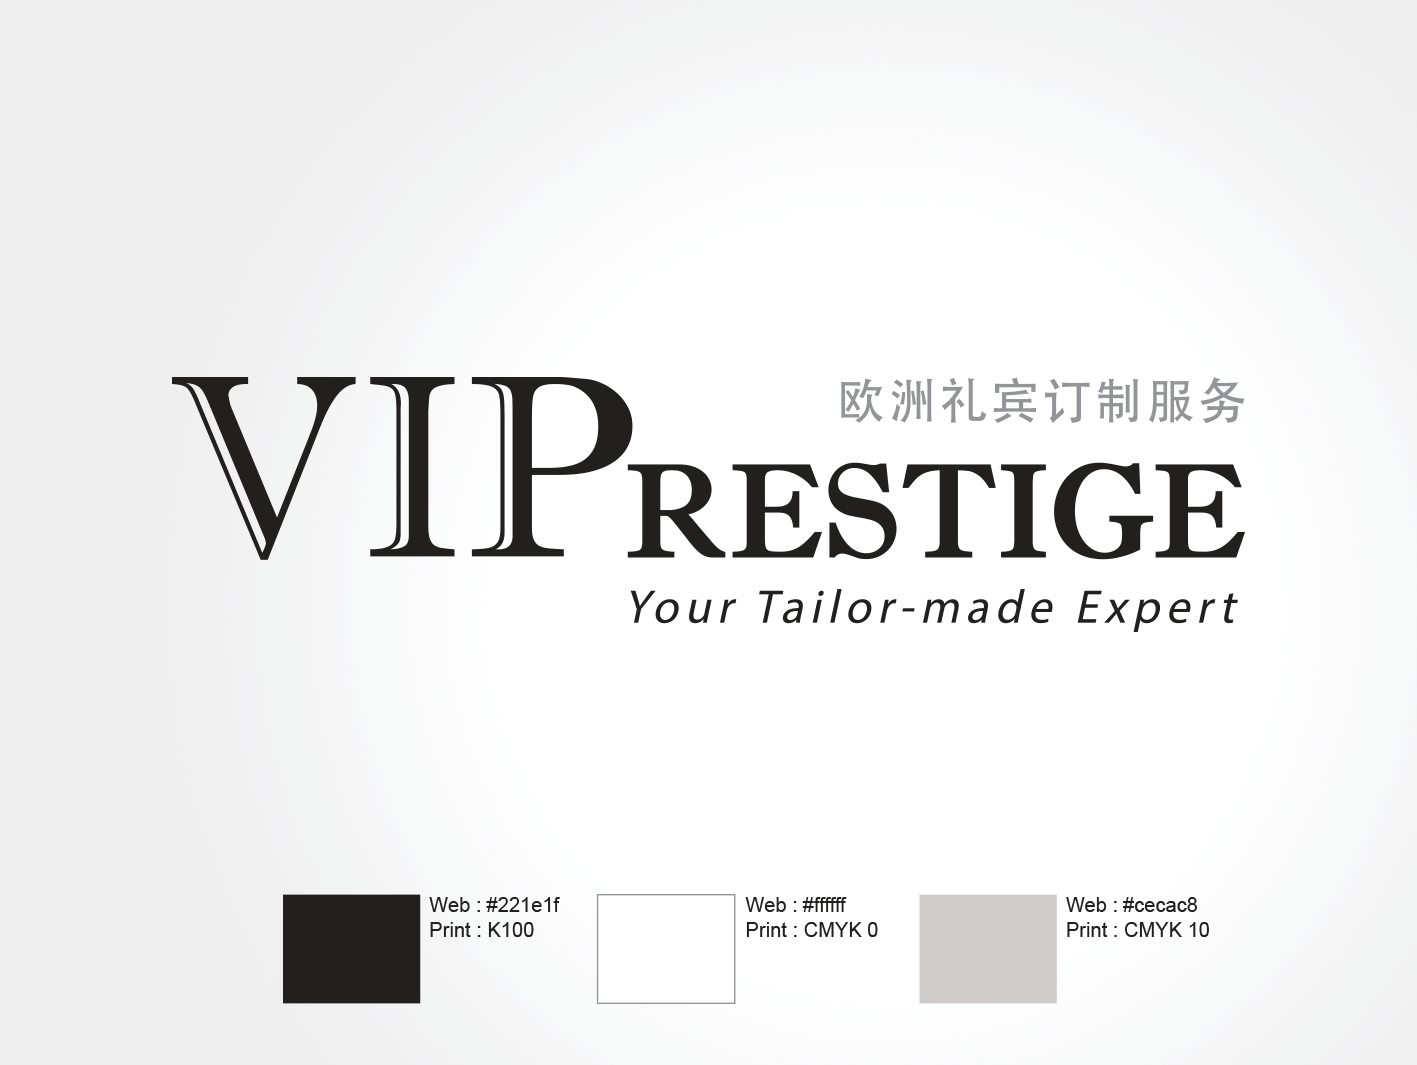 欧洲礼宾订制服务
VIPRESTIGE
Your Tailor-made Expert
Web : #221e1f
Print : K100
Web : #ffffff
Print : CMYK 0
Web : #cecac8
Print : CMYK 10